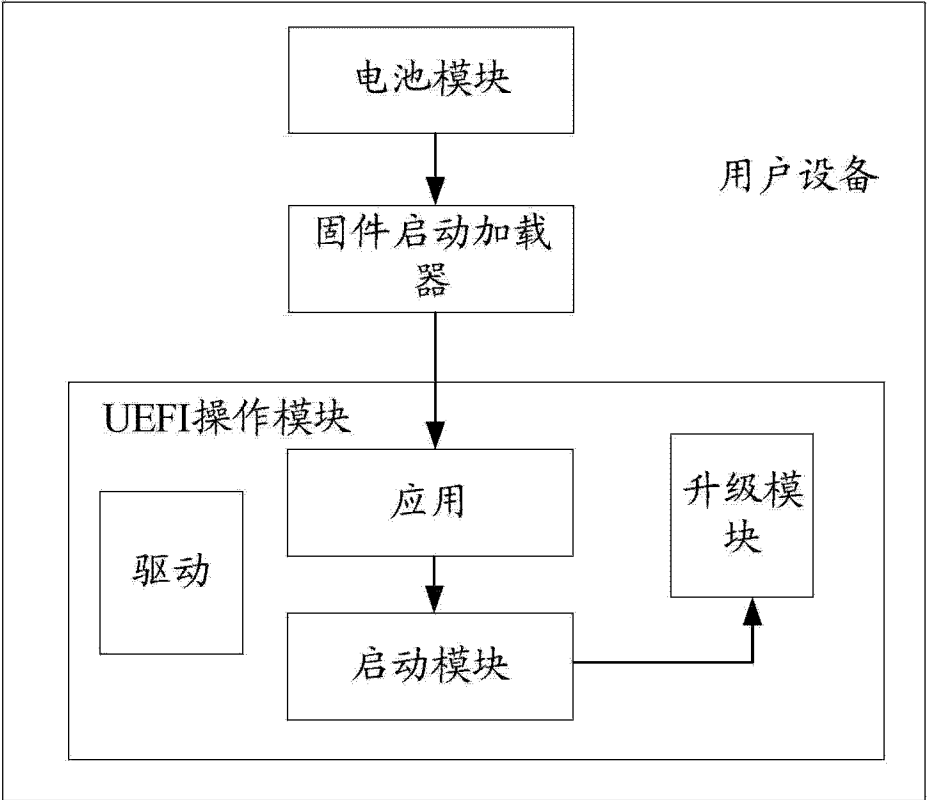 电池模块
用户设备
固件启动加载
器
UEFI操作模块
应用
升级模
块
驱动
启动模块